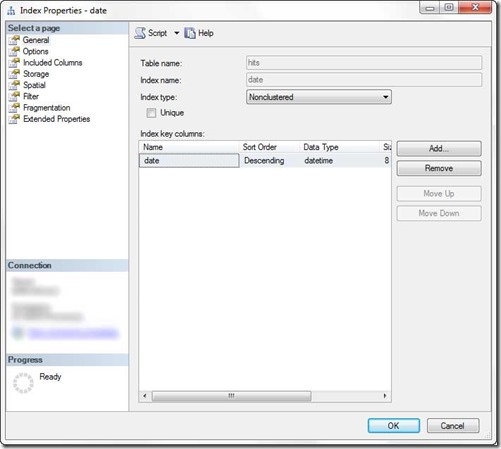 Index Properties - date
Select a page
General
Options
Included Columns
Storage
Spatial
Filter
Fragmentation
Extended Properties
Script Help
Table name: hits
Index name: date
Index type: Nonclustered
Unique
Index key columns:
Name Sort Order Data Type Siz
date Descending datetime 8
Add...
Remove
Move Up
Move Down
Connection
Progress
Ready
OK Cancel